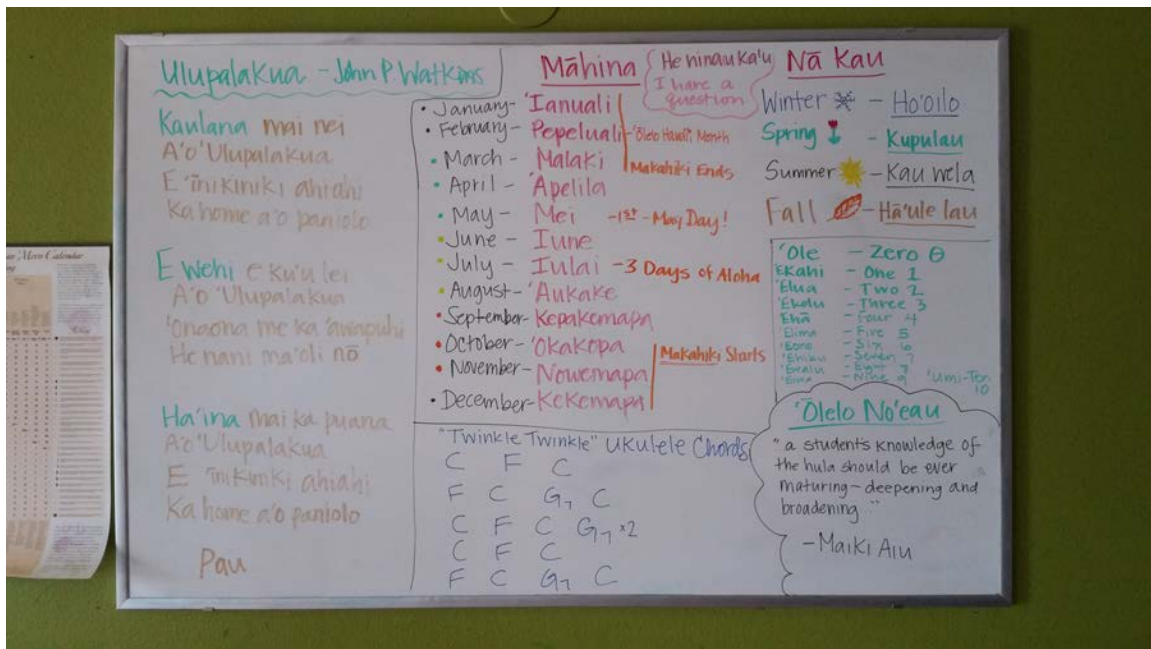 Ulupalakua - John P. Watkins
Kaulana mai nei
A'o 'Ulupalakua
E 'inikiniki ahiahi
Ka home a'o paniolo
E wehi e ku'u lei
A'o 'Ulupalakua
'Onaona me ka 'awapuhi
He nani ma'oli nō
Ha'ina mai ka puana
A'o 'Ulupalakua
E 'inikiniki ahiahi
Ka home a'o paniolo
Pau
Māhina
He ninau ka'u
I have a
question
• January- 'Ianuali
• February- Pepeluali -'Ōlelo Hawai'i Month
• March - Malaki Makahiki Ends
• April - 'Apelila
• May - Mei -1st - May Day!
• June - Iune
• July - Iulai -3 Days of Aloha
• August- 'Aukake
• September- Kepakemapa
• October- 'Okakopa Makahiki Starts
• November- Nowemapa
• December- Kekemapa
"Twinkle Twinkle" Ukulele Chords
C F C
F C G7 C
C F C G7 x2
C F C
F C G7 C
Nā Kau
Winter - Ho'oilo
Spring - Kupulau
Summer - Kau wela
Fall - Hā'ule lau
'Ole - Zero 0
'Ekahi - One 1
'Elua - Two 2
'Ekolu - Three 3
'Ehā - Four 4
'Elima - Five 5
'Eono - Six 6
'Ehiku - Seven 7
'Ewalu - Eight 8
'Eiwa - Nine 9
'Umi-Ten
10
'Ōlelo No'eau
"a student's knowledge of
the hula should be ever
maturing - deepening and
broadening"
-Maiki Aiu
Moon Calendar